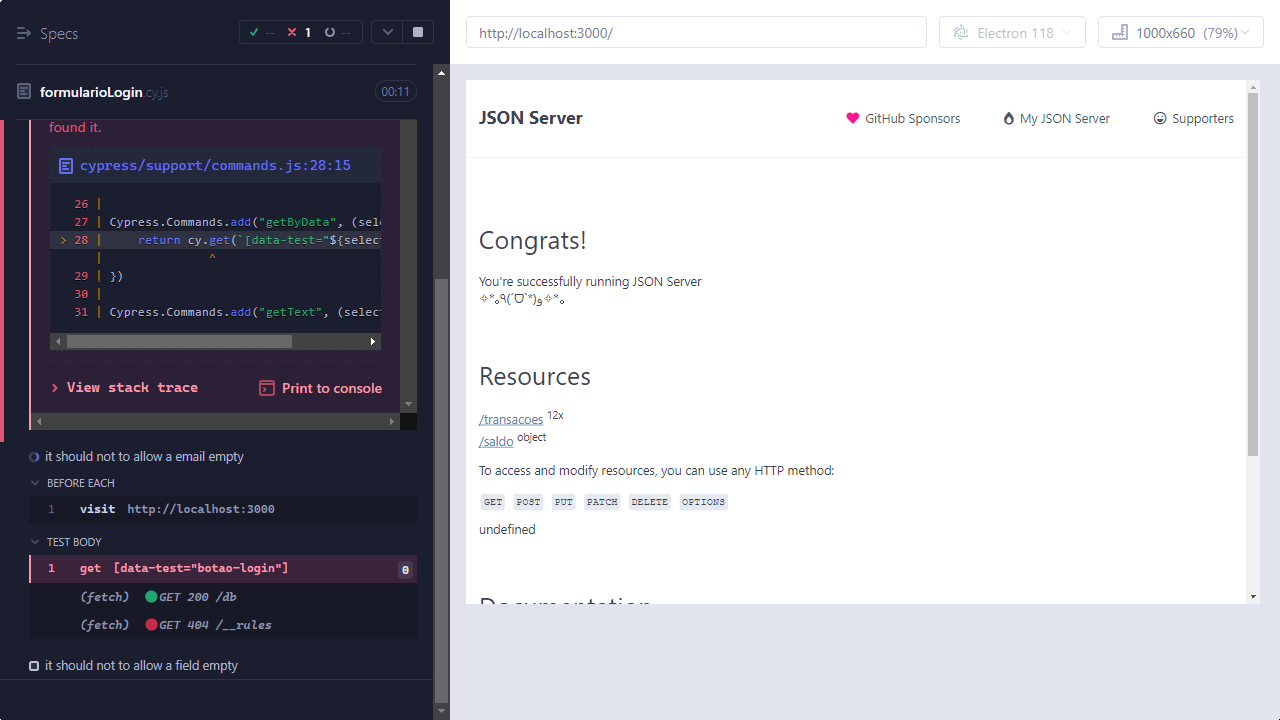 Specs
-- 1 --
formularioLogin.cy.js
00:11
found it.
cypress/support/commands.js:28:15
26 |
27 | Cypress.Commands.add("getByData", (sele
> 28 |     return cy.get(`[data-test="${select
|               ^
29 | })
30 |
31 | Cypress.Commands.add("getText", (select
View stack trace
Print to console
it should not to allow a email empty
BEFORE EACH
1 visit http://localhost:3000
TEST BODY
1 get [data-test="botao-login"] 0
(fetch) GET 200 /db
(fetch) GET 404 /__rules
it should not to allow a field empty
http://localhost:3000/
Electron 118
1000x660 (79%)
JSON Server
GitHub Sponsors
My JSON Server
Supporters
Congrats!
You're successfully running JSON Server
✧*｡٩(ˊᗜˋ*)و✧*｡
Resources
/transacoes 12x
/saldo object
To access and modify resources, you can use any HTTP method:
GET POST PUT PATCH DELETE OPTIONS
undefined
Documentation